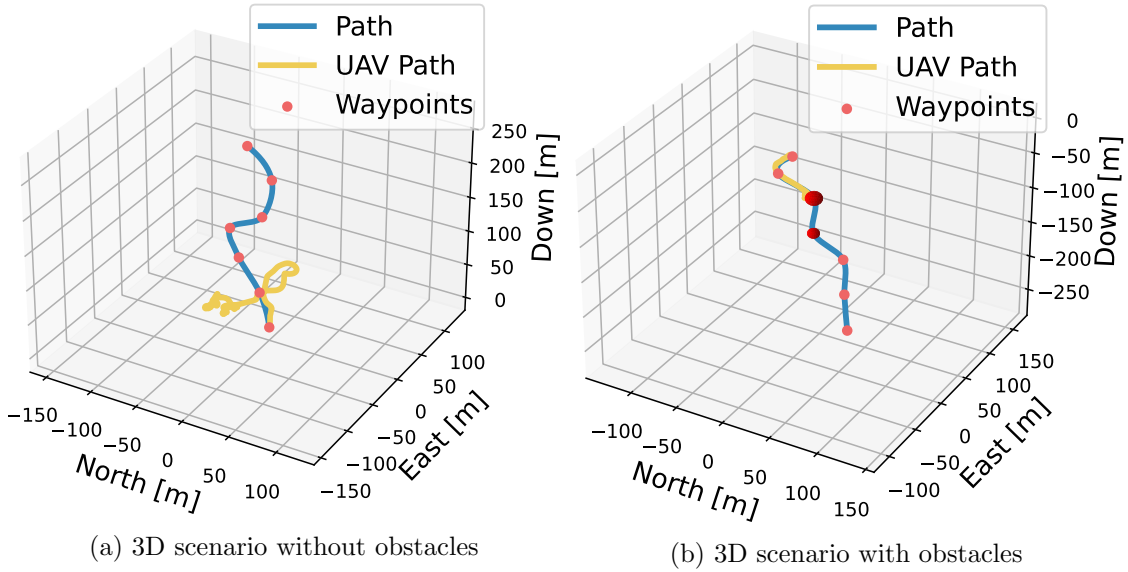 Path
UAV Path
Waypoints
250
200
150
100
50
0
Down [m]
100
50
0
−50
−100
−150
East [m]
−150
−100
−50
0
50
100
North [m]
(a) 3D scenario without obstacles
Path
UAV Path
Waypoints
0
−50
−100
−150
−200
−250
Down [m]
150
100
50
0
−50
−100
East [m]
−100
−50
0
50
100
150
North [m]
(b) 3D scenario with obstacles